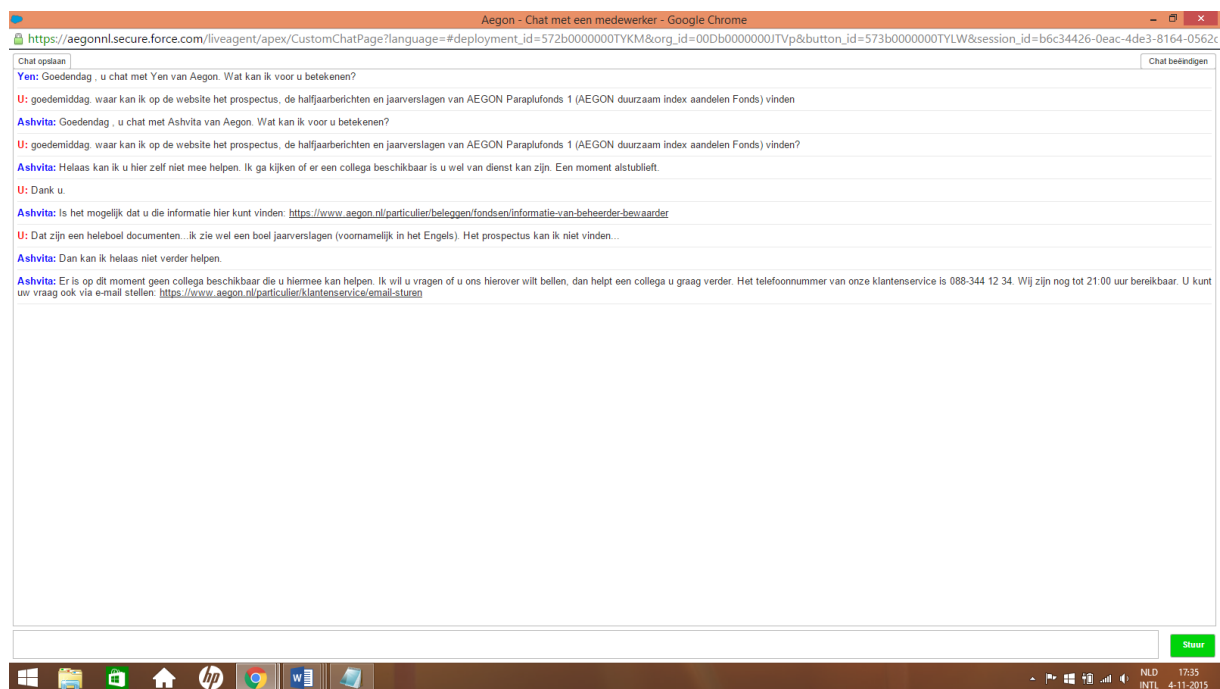 Aegon - Chat met een medewerker - Google Chrome
https://aegonnl.secure.force.com/liveagent/apex/CustomChatPage?language=#deployment_id=572b0000000TYKM&org_id=00Db0000000JTVp&button_id=573b0000000TYLW&session_id=b6c34426-0eac-4de3-8164-0562c
Chat opslaan
Chat beëindigen
Yen: Goedendag , u chat met Yen van Aegon. Wat kan ik voor u betekenen?
U: goedemiddag. waar kan ik op de website het prospectus, de halfjaarberichten en jaarverslagen van AEGON Paraplufonds 1 (AEGON duurzaam index aandelen Fonds) vinden
Ashvita: Goedendag , u chat met Ashvita van Aegon. Wat kan ik voor u betekenen?
U: goedemiddag. waar kan ik op de website het prospectus, de halfjaarberichten en jaarverslagen van AEGON Paraplufonds 1 (AEGON duurzaam index aandelen Fonds) vinden?
Ashvita: Helaas kan ik u hier zelf niet mee helpen. Ik ga kijken of er een collega beschikbaar is u wel van dienst kan zijn. Een moment alstublieft.
U: Dank u.
Ashvita: Is het mogelijk dat u die informatie hier kunt vinden: https://www.aegon.nl/particulier/beleggen/fondsen/informatie-van-beheerder-bewaarder
U: Dat zijn een heleboel documenten...ik zie wel een boel jaarverslagen (voornamelijk in het Engels). Het prospectus kan ik niet vinden...
Ashvita: Dan kan ik helaas niet verder helpen.
Ashvita: Er is op dit moment geen collega beschikbaar die u hiermee kan helpen. Ik wil u vragen of u ons hierover wilt bellen, dan helpt een collega u graag verder. Het telefoonnummer van onze klantenservice is 088-344 12 34. Wij zijn nog tot 21:00 uur bereikbaar. U kunt
uw vraag ook via e-mail stellen: https://www.aegon.nl/particulier/klantenservice/email-sturen
Stuur
hp
NLD 17:35
INTL 4-11-2015